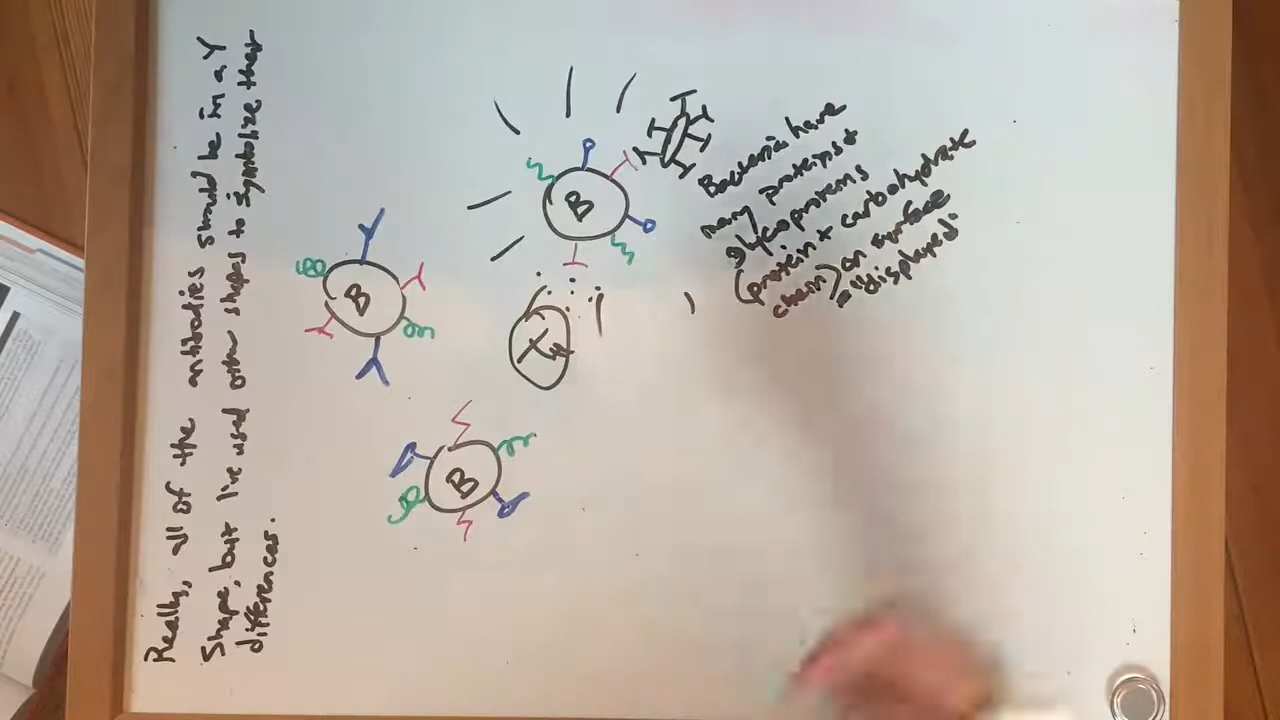 Really, all of the antibodies should be in a Y
Shape, but I've used other shapes to symbolize their
differences.
Bacteria have
many proteins +
glycoproteins
(protein + carbohydrate
chain) on surface
"displayed"
B
B
B